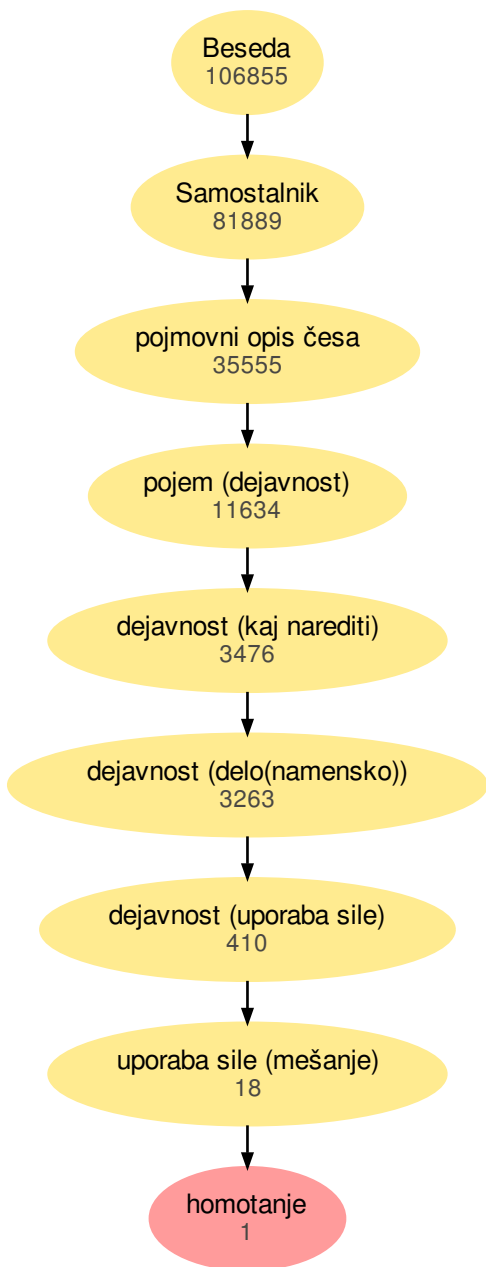 Beseda
106855
Samostalnik
81889
pojmovni opis česa
35555
pojem (dejavnost)
11634
dejavnost (kaj narediti)
3476
dejavnost (delo(namensko))
3263
dejavnost (uporaba sile)
410
uporaba sile (mešanje)
18
homotanje
1